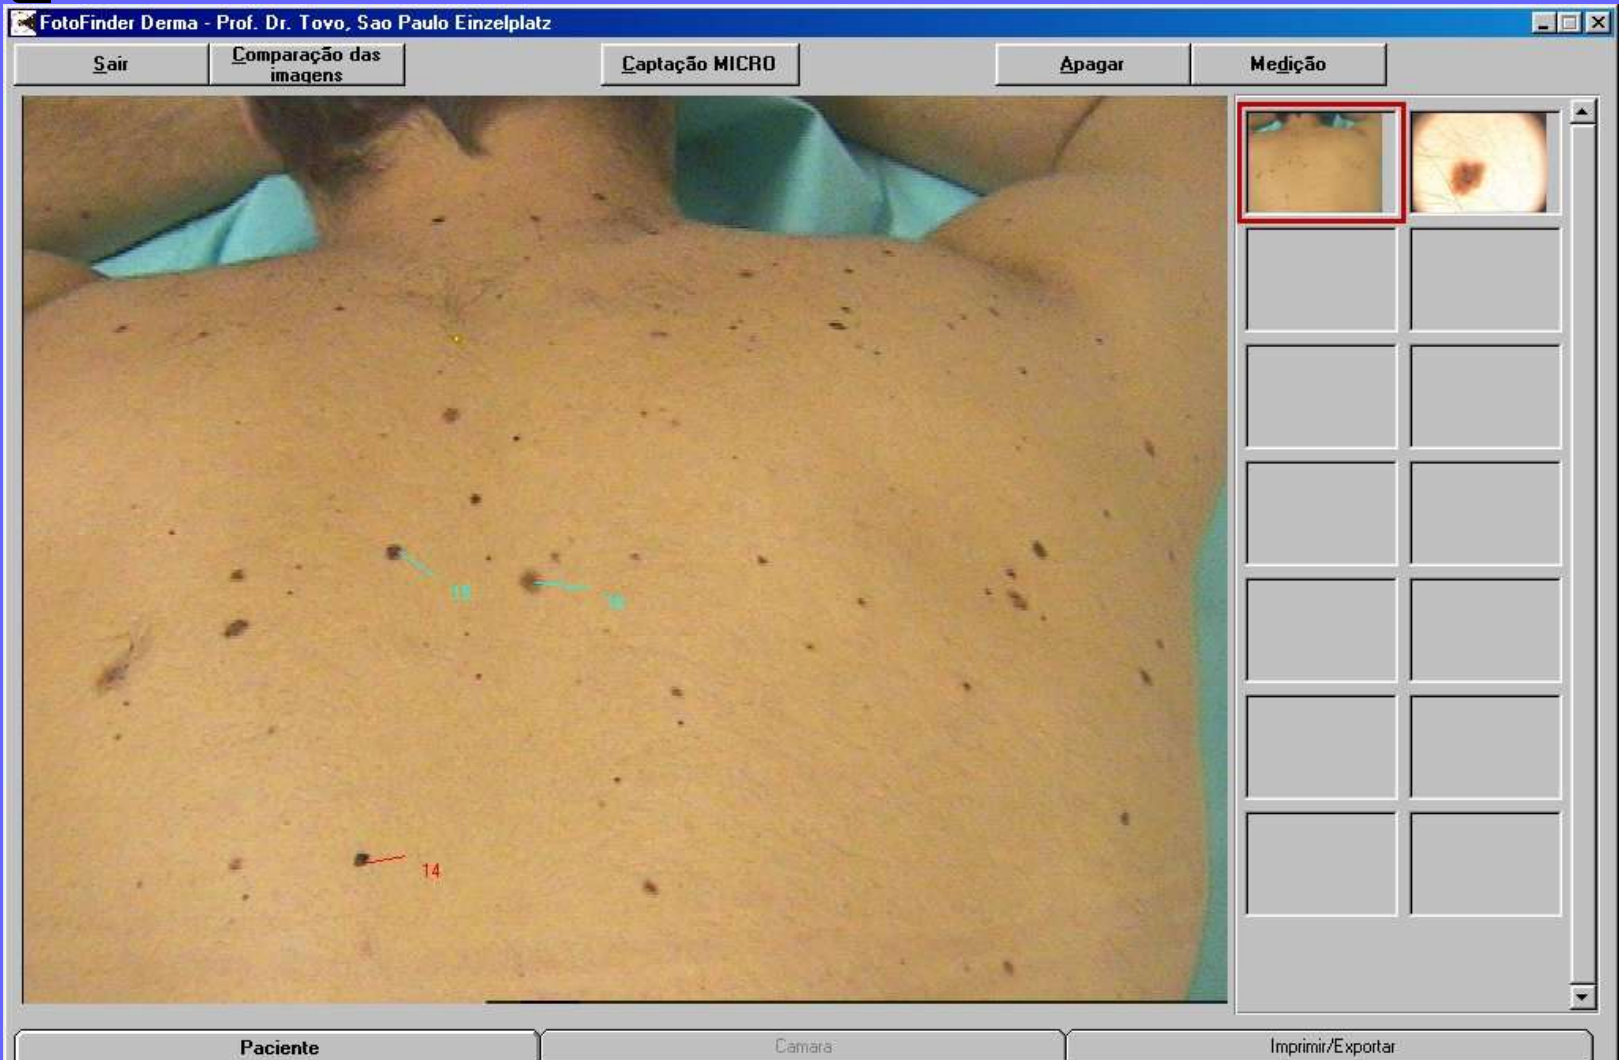 FotoFinder Derma - Prof. Dr. Tovo, Sao Paulo Einzelplatz
Sair
Comparação das
imagens
Captação MICRO
Apagar
Medição
15
14
Paciente
Camara
Imprimir/Exportar